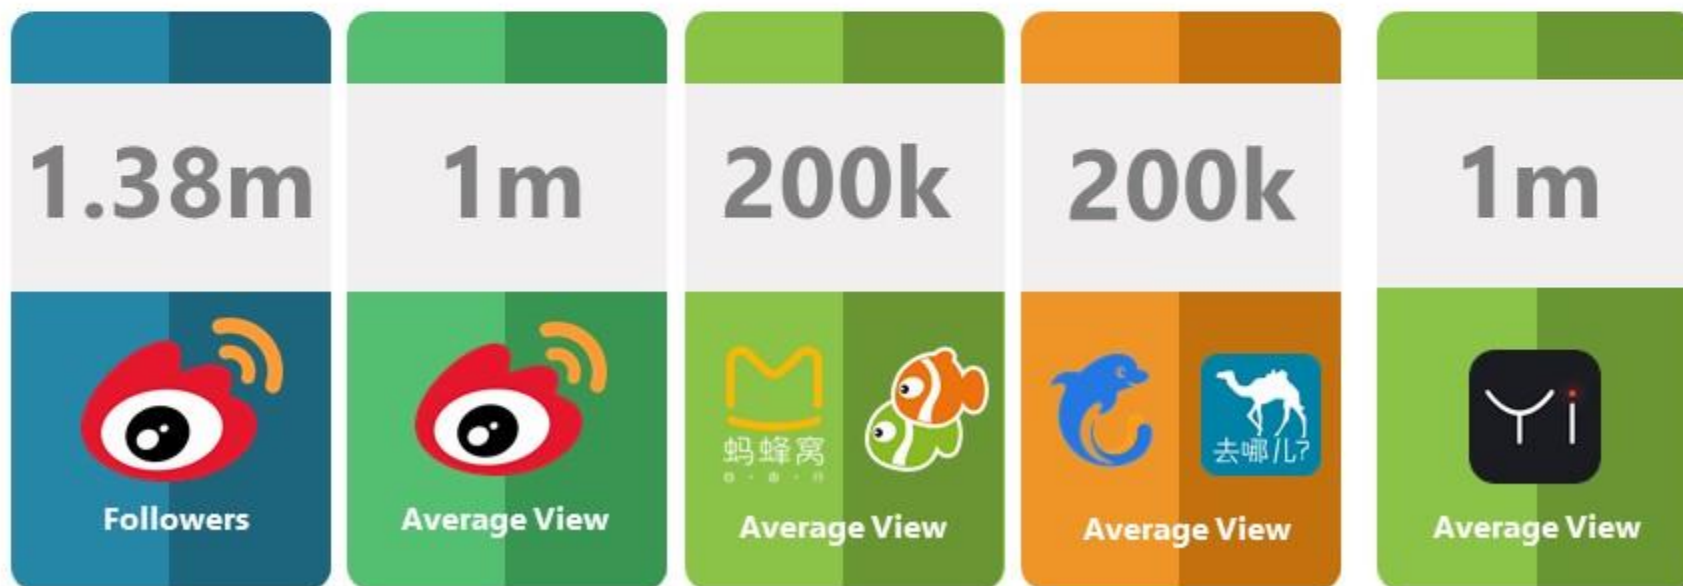 1.38m
Followers
1m
Average View
200k
蚂蜂窝
Average View
200k
去哪儿?
Average View
1m
Yi
Average View